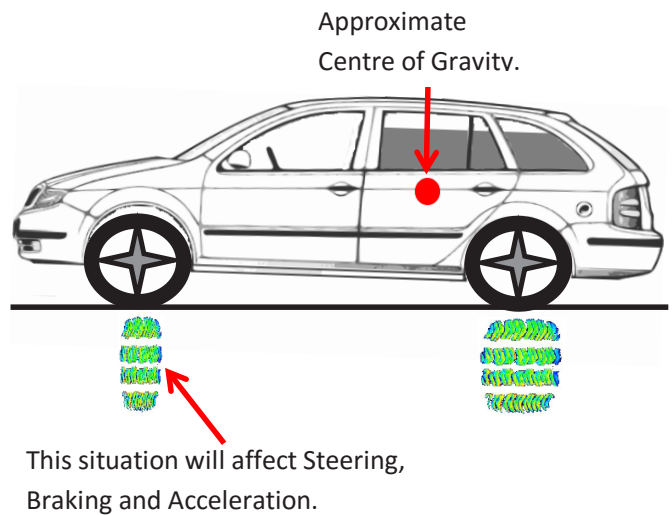 Approximate
Centre of Gravity.
This situation will affect Steering,
Braking and Acceleration.